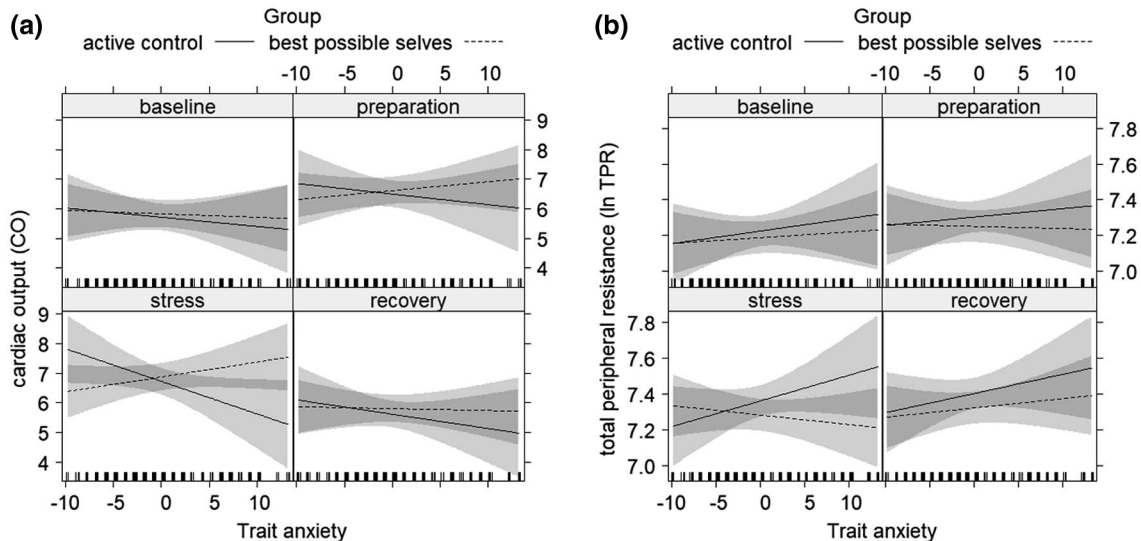 (a)
Group
active control best possible selves
-10 -5 0 5 10
baseline preparation
9
8
7
6
5
4
stress recovery
9
8
7
6
5
4
cardiac output (CO)
-10 -5 0 5 10
Trait anxiety
(b)
Group
active control best possible selves
-10 -5 0 5 10
baseline preparation
7.8
7.6
7.4
7.2
7.0
stress recovery
7.8
7.6
7.4
7.2
7.0
total peripheral resistance (ln TPR)
-10 -5 0 5 10
Trait anxiety